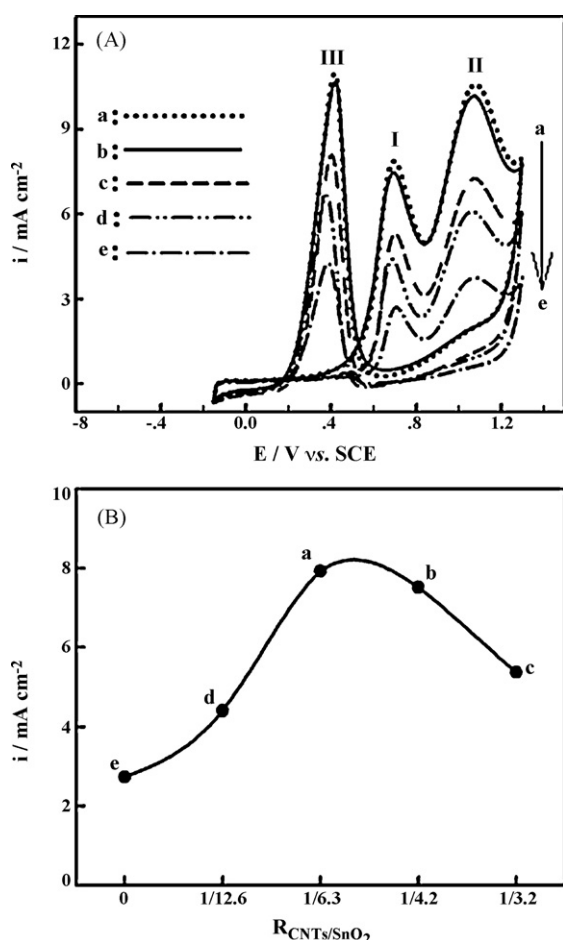 (A)
III
II
I
12
9
6
3
0
i / mA cm⁻²
a :
b :
c :
d :
e :
a
e
-8 -.4 0.0 .4 .8 1.2
E / V vs. SCE
(B)
10
8
6
4
2
0
i / mA cm⁻²
a
b
c
d
e
0 1/12.6 1/6.3 1/4.2 1/3.2
R_CNTs/SnO₂